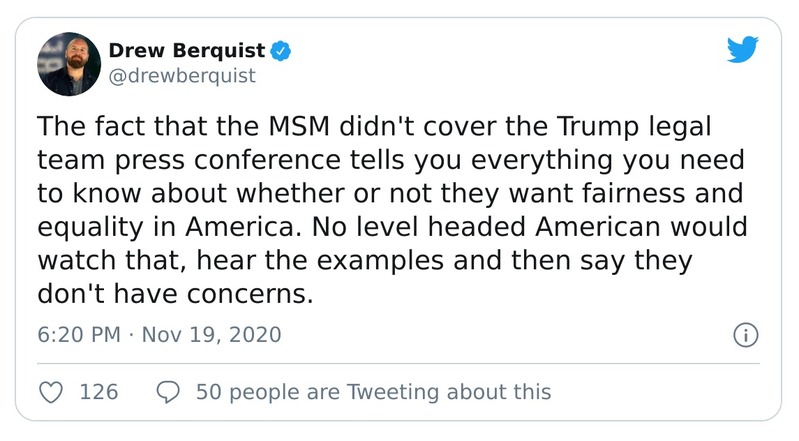 Drew Berquist
@drewberquist
The fact that the MSM didn't cover the Trump legal
team press conference tells you everything you need
to know about whether or not they want fairness and
equality in America. No level headed American would
watch that, hear the examples and then say they
don't have concerns.
6:20 PM · Nov 19, 2020
126 50 people are Tweeting about this